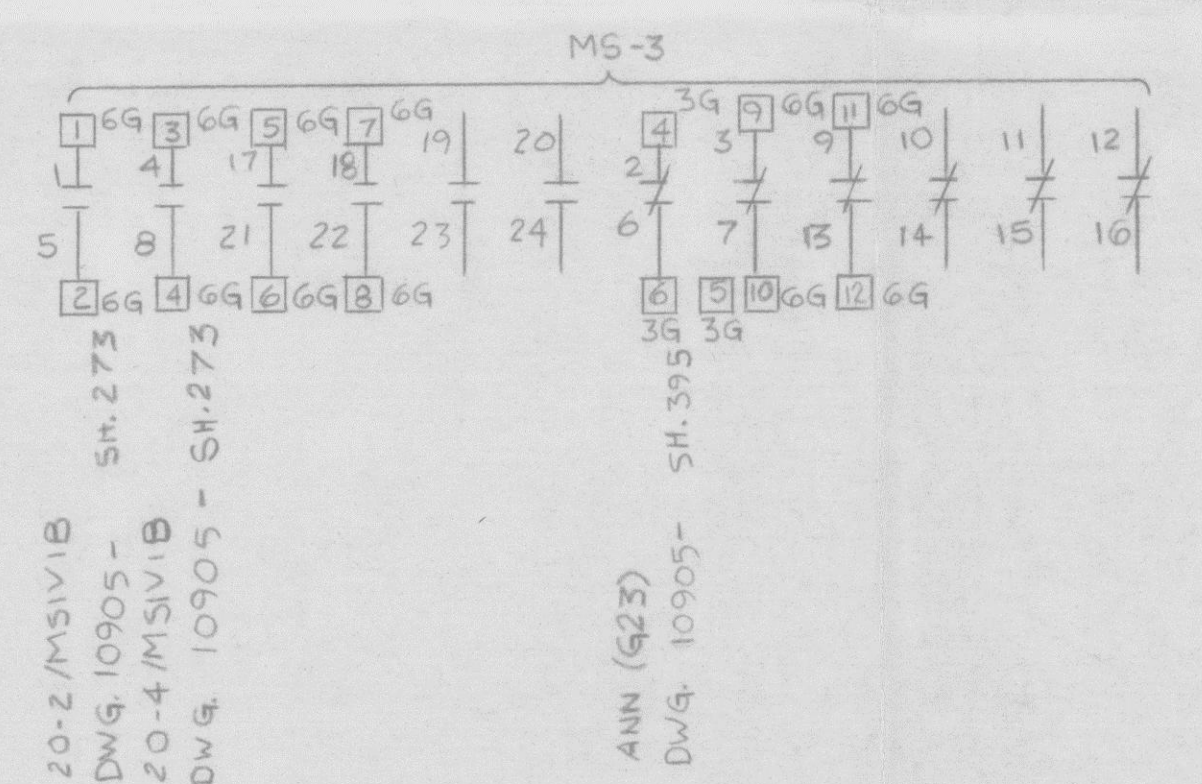 MS-3
1 6G 3 6G 5 6G 7 6G 4 3G 9 6G 11 6G
1 4 17 18 19 20 2 3 9 10 11 12
5 8 21 22 23 24 6 7 13 14 15 16
2 6G 4 6G 6 6G 8 6G 6 5 10 6G 12 6G
3G 3G
20-2/MSIV1B
DWG. 10905- SH.273
20-4/MSIV1B
DWG. 10905- SH.273
ANN (G23)
DWG. 10905- SH.395